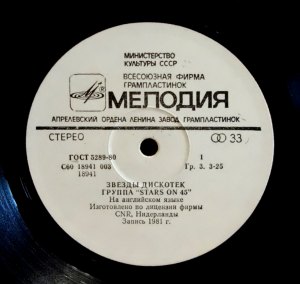 МИНИСТЕРСТВО
КУЛЬТУРЫ СССР
ВСЕСОЮЗНАЯ ФИРМА
ГРАМПЛАСТИНОК
МЕЛОДИЯ
АПРЕЛЕВСКИЙ ОРДЕНА ЛЕНИНА ЗАВОД ГРАМПЛАСТИНОК
СТЕРЕО 33
ГОСТ 5289-80 1
С60 18941 003 Гр. 3. 3-25
18941
ЗВЕЗДЫ ДИСКОТЕК
ГРУППА "STARS ON 45"
На английском языке
Изготовлено по лицензии фирмы
CNR, Нидерланды
Запись 1981 г.